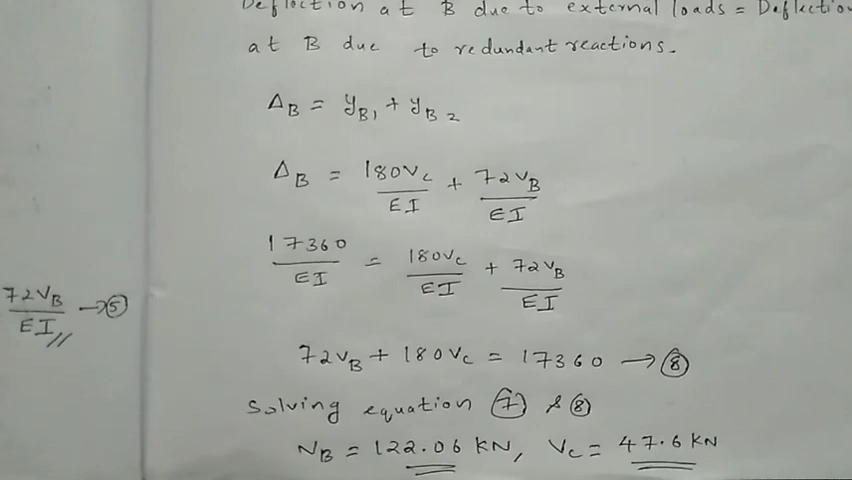 Deflection at B due to external loads = Deflection
at B due to redundant reactions.
ΔB = yB1 + yB2
ΔB = 180Vc/EI + 72VB/EI
17360/EI = 180Vc/EI + 72VB/EI
72VB/EI → ⑤
72VB + 180Vc = 17360 → ⑧
Solving equation ⑦ & ⑧
VB = 122.06 KN, Vc = 47.6 KN